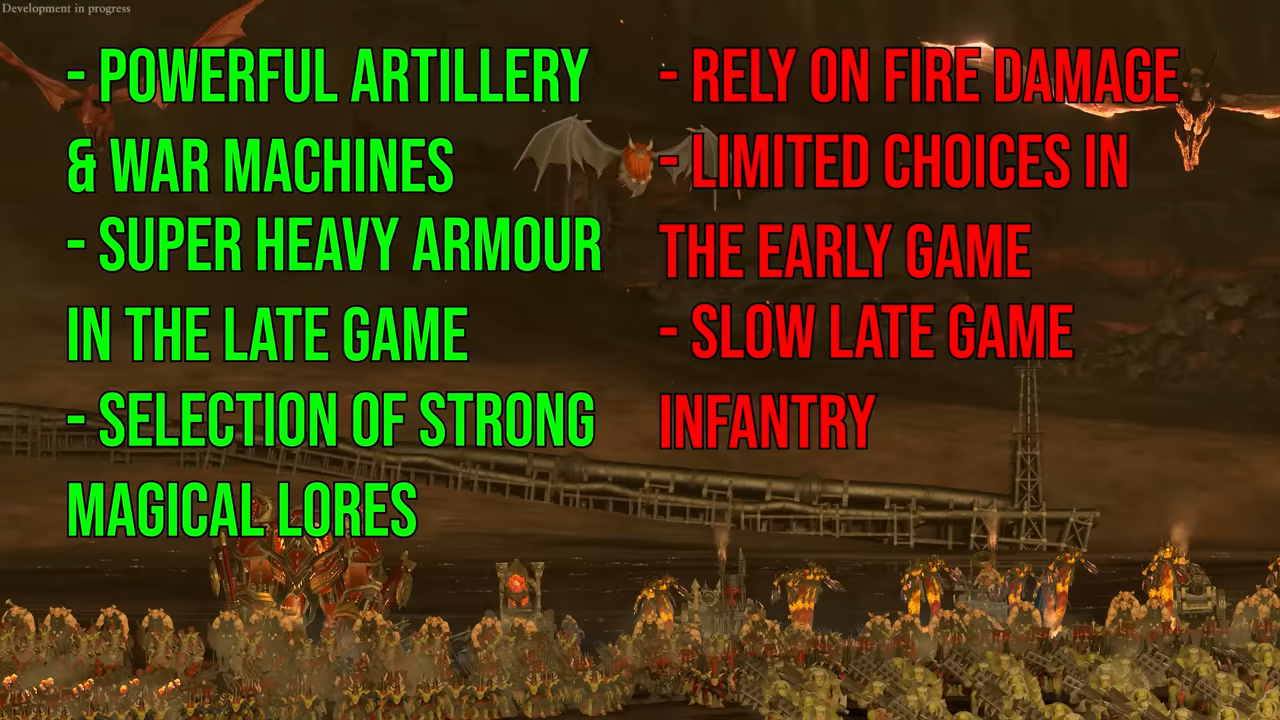 Development in progress
- POWERFUL ARTILLERY
& WAR MACHINES
- SUPER HEAVY ARMOUR
IN THE LATE GAME
- SELECTION OF STRONG
MAGICAL LORES
- RELY ON FIRE DAMAGE
- LIMITED CHOICES IN
THE EARLY GAME
- SLOW LATE GAME
INFANTRY